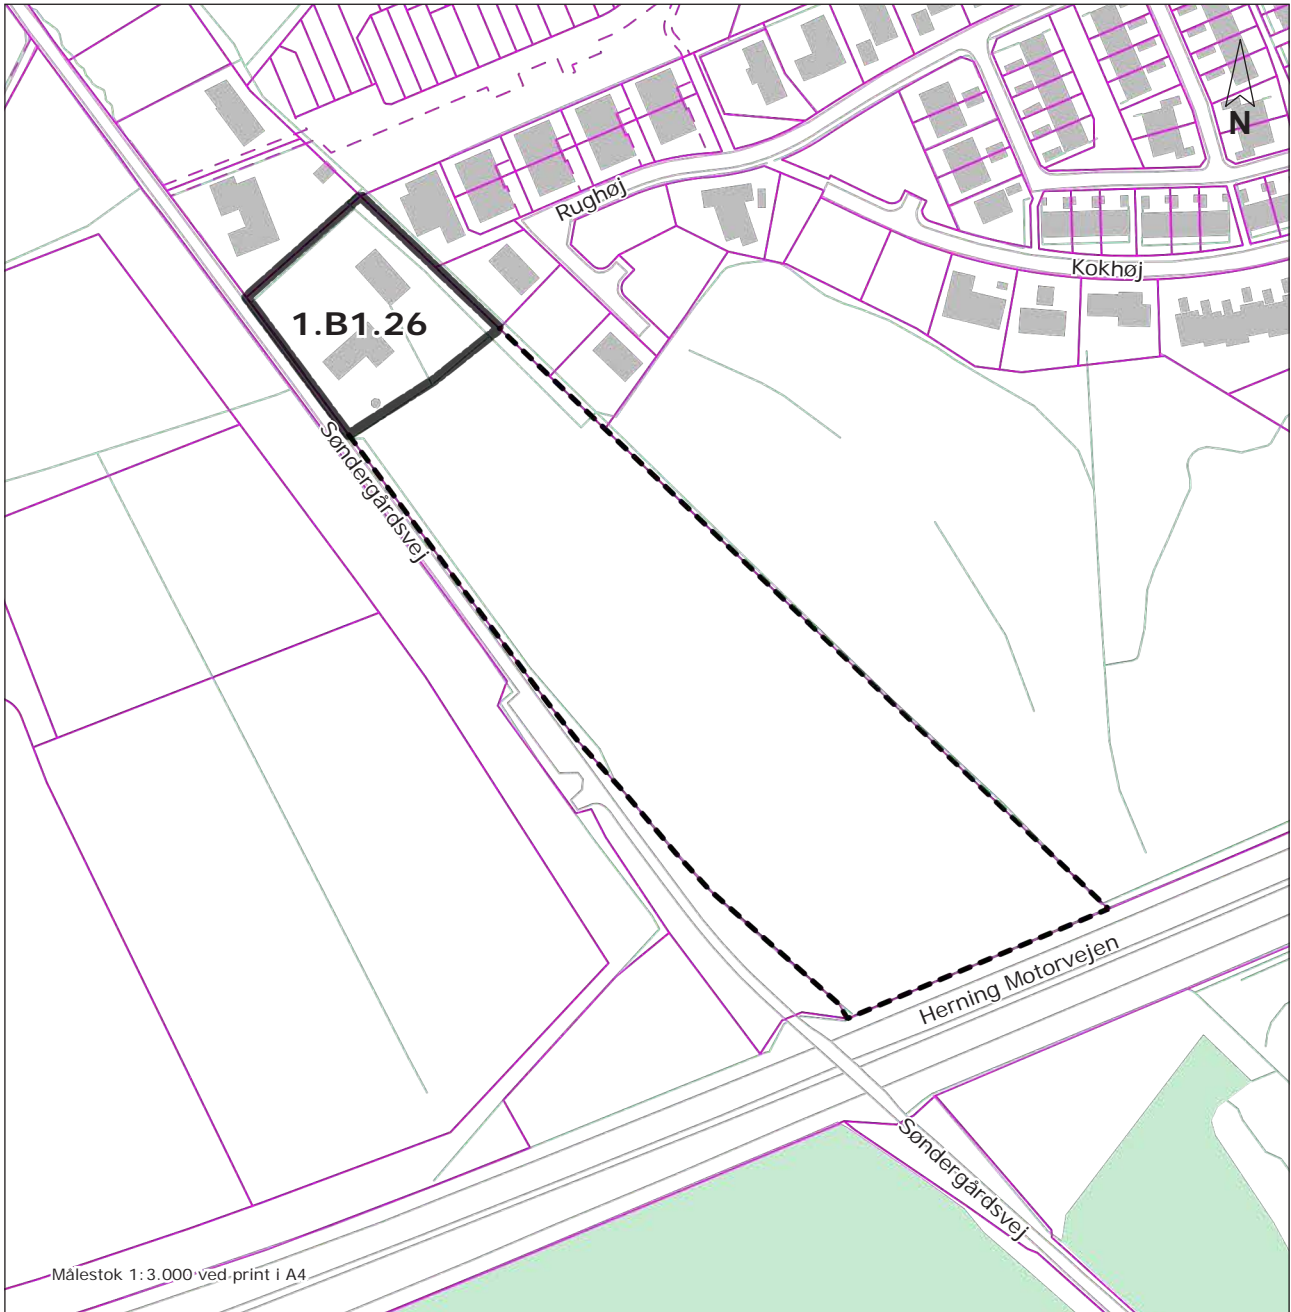 N
Rughøj
Kokhøj
1.B1.26
Søndergårdsvej
Herning Motorvejen
Søndergårdsvej
Målestok 1:3.000 ved print i A4